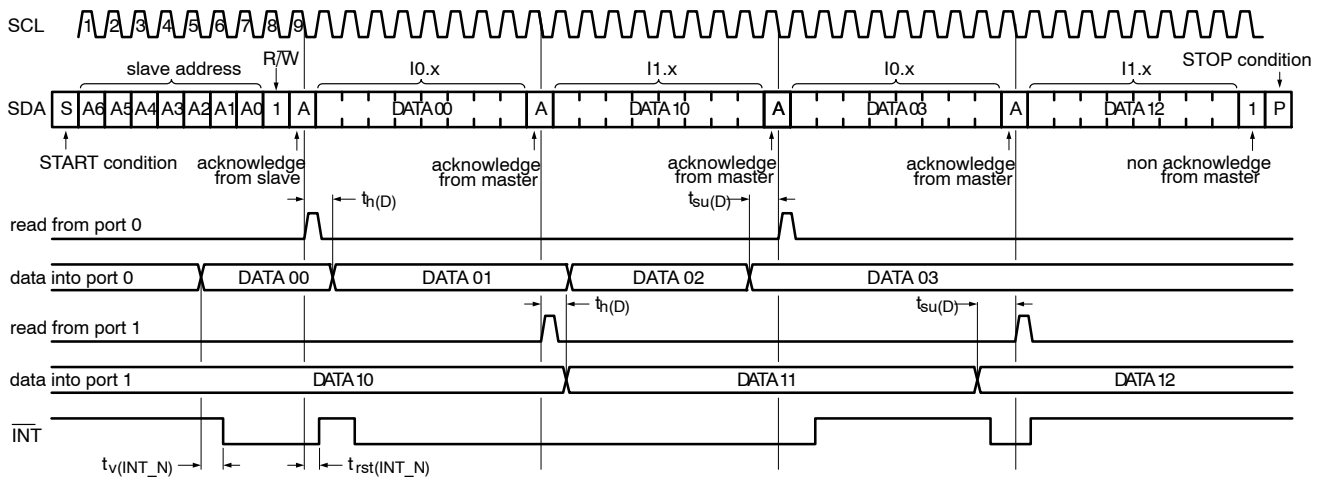 SCL 1 2 3 4 5 6 7 8 9
R/W
slave address I0.x I1.x I0.x I1.x STOP condition
SDA S A6 A5 A4 A3 A2 A1 A0 1 A DATA 00 A DATA 10 A DATA 03 A DATA 12 1 P
START condition acknowledge from slave acknowledge from master acknowledge from master acknowledge from master non acknowledge from master
th(D) tsu(D)
read from port 0
data into port 0 DATA 00 DATA 01 DATA 02 DATA 03
th(D) tsu(D)
read from port 1
data into port 1 DATA 10 DATA 11 DATA 12
INT
tv(INT_N) trst(INT_N)